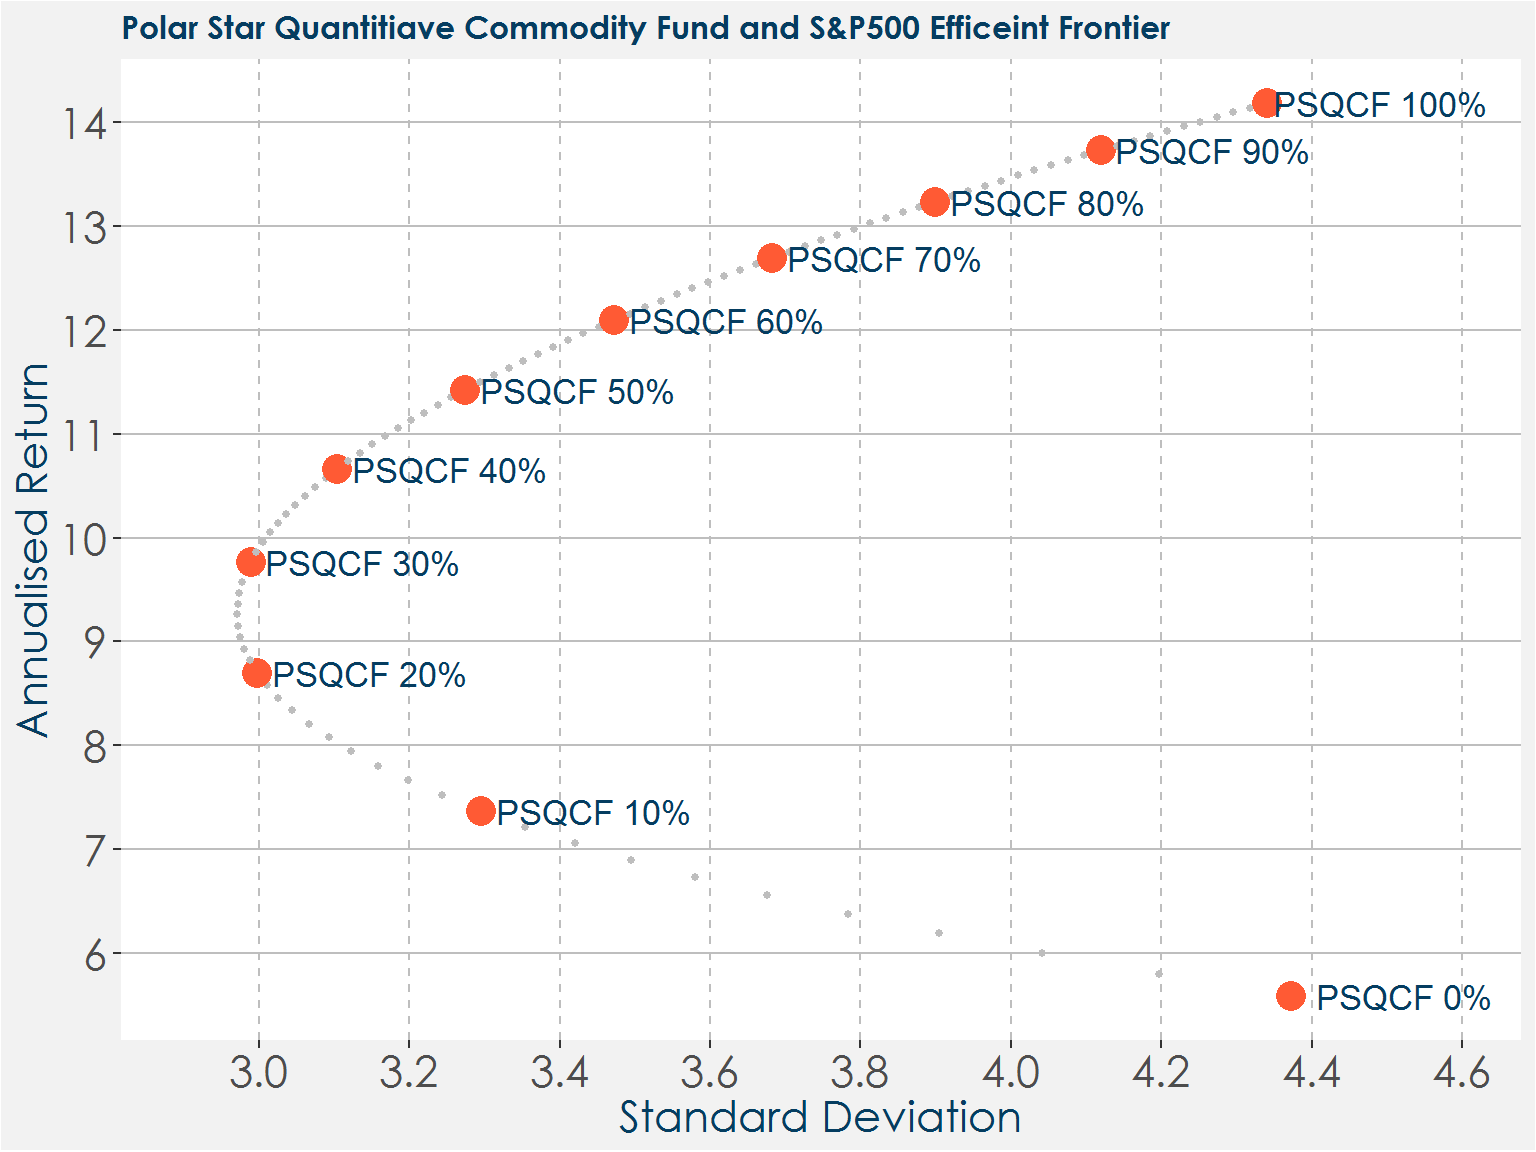 Polar Star Quantitiave Commodity Fund and S&P500 Efficeint Frontier
14
13
12
11
10
9
8
7
6
Annualised Return
PSQCF 100%
PSQCF 90%
PSQCF 80%
PSQCF 70%
PSQCF 60%
PSQCF 50%
PSQCF 40%
PSQCF 30%
PSQCF 20%
PSQCF 10%
PSQCF 0%
3.0 3.2 3.4 3.6 3.8 4.0 4.2 4.4 4.6
Standard Deviation